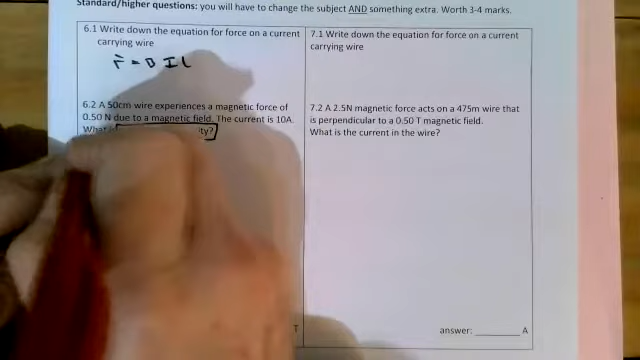 Standard/higher questions: you will have to change the subject AND something extra. Worth 3-4 marks.
6.1 Write down the equation for force on a current
carrying wire
F = B I L
6.2 A 50cm wire experiences a magnetic force of
0.50 N due to a magnetic field. The current is 10A.
What
ity?
T
7.1 Write down the equation for force on a current
carrying wire
7.2 A 2.5N magnetic force acts on a 475m wire that
is perpendicular to a 0.50 T magnetic field.
What is the current in the wire?
answer: ________ A